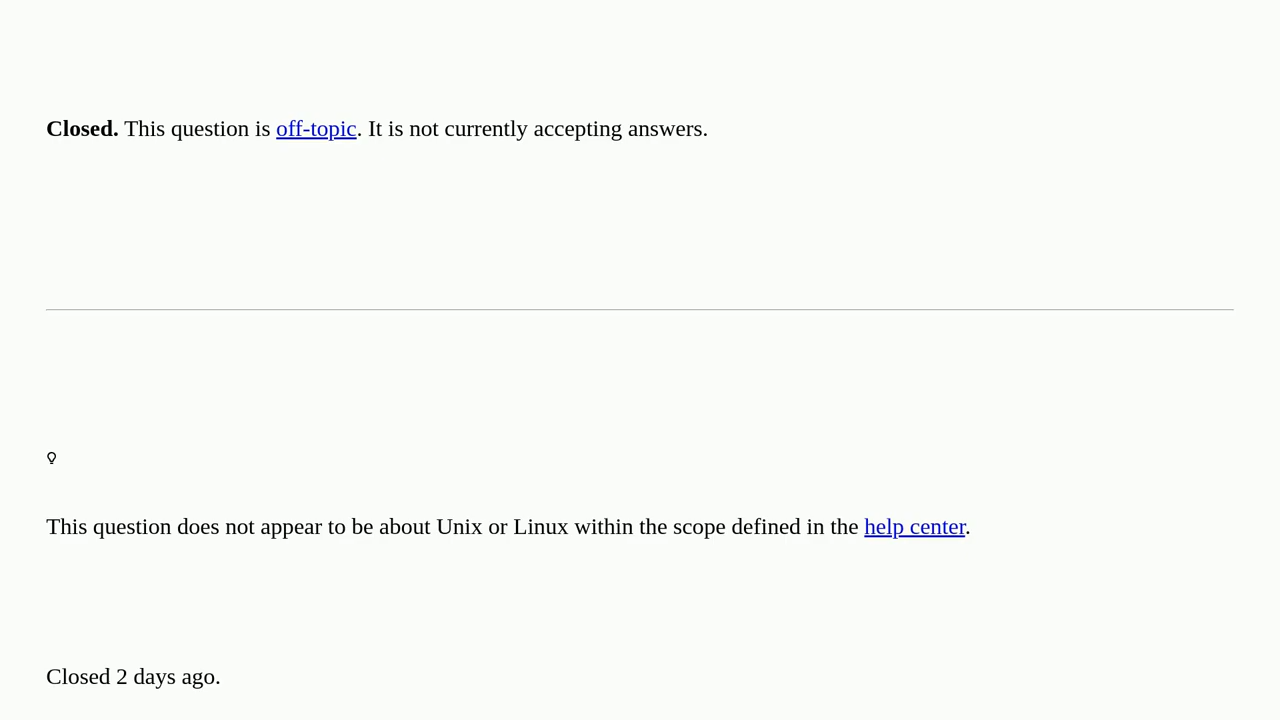 Closed. This question is off-topic. It is not currently accepting answers.
This question does not appear to be about Unix or Linux within the scope defined in the help center.
Closed 2 days ago.